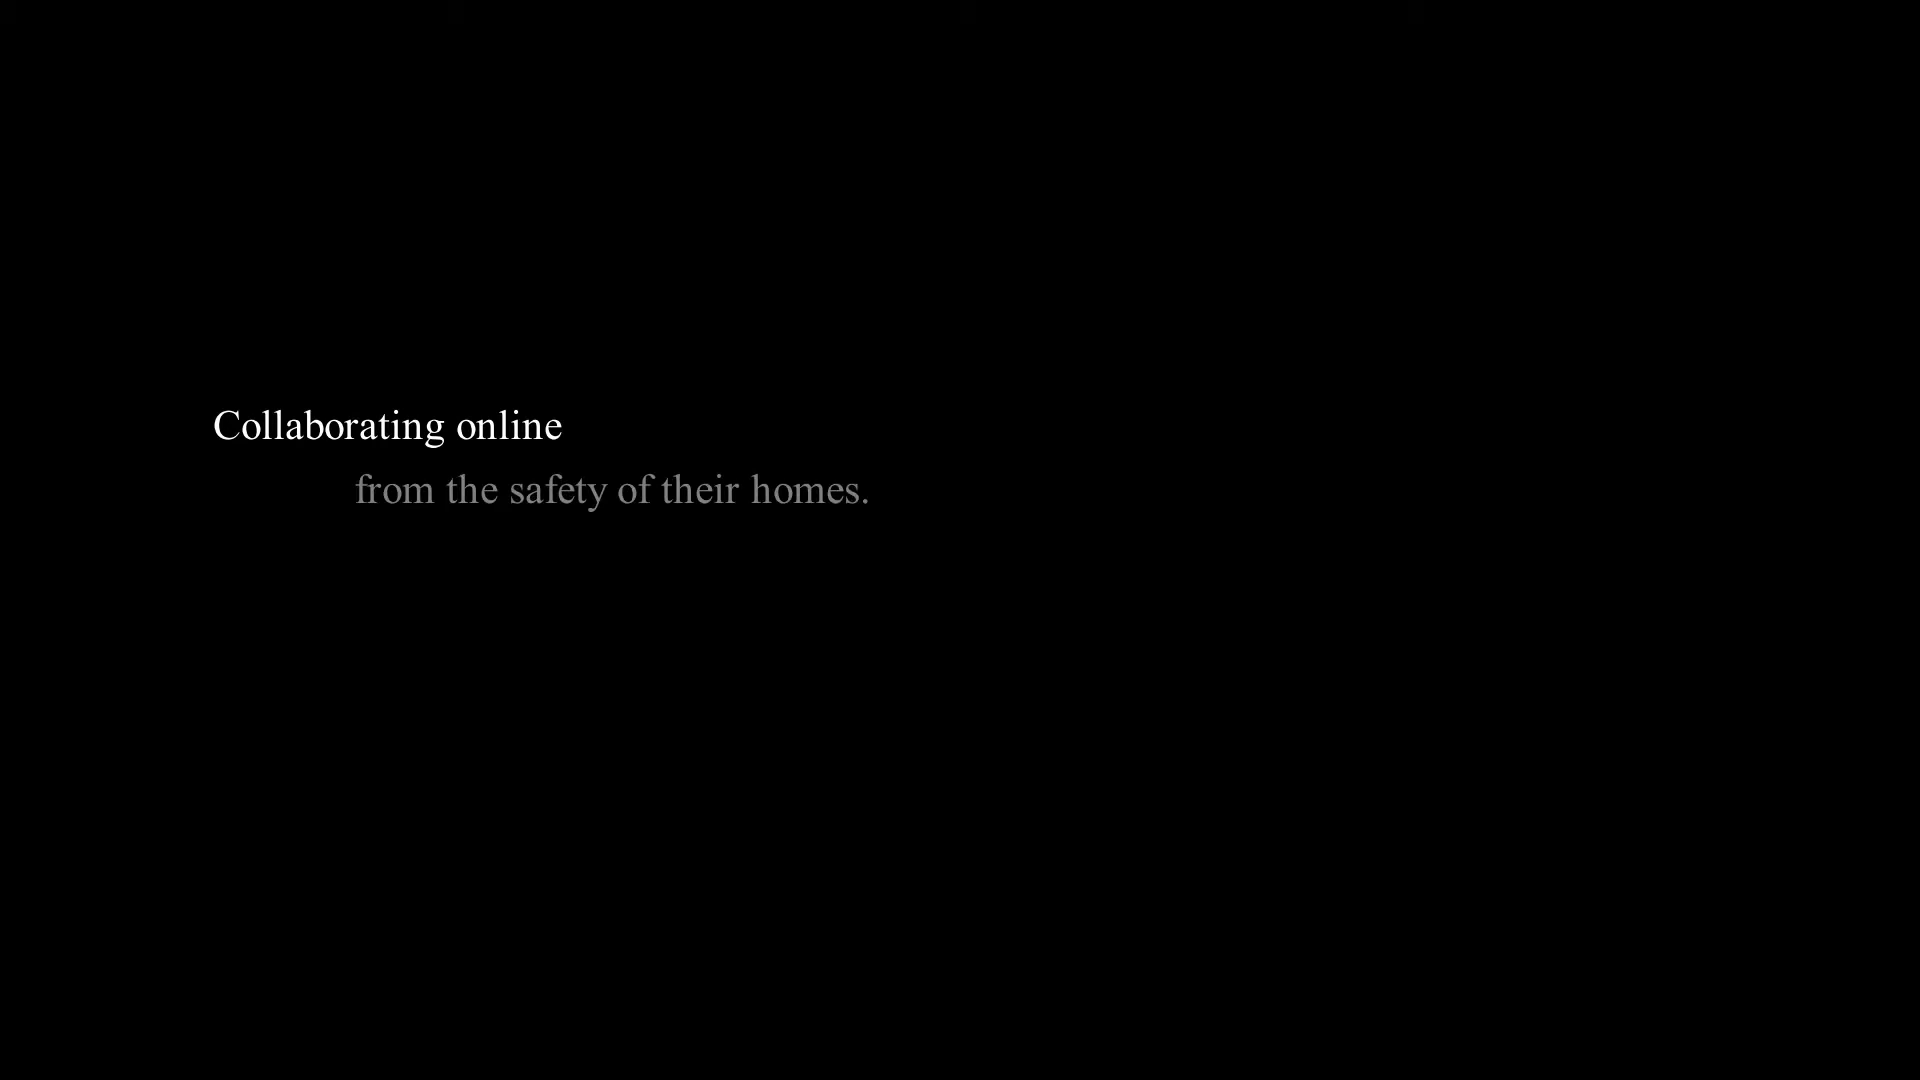 Collaborating online
from the safety of their homes.